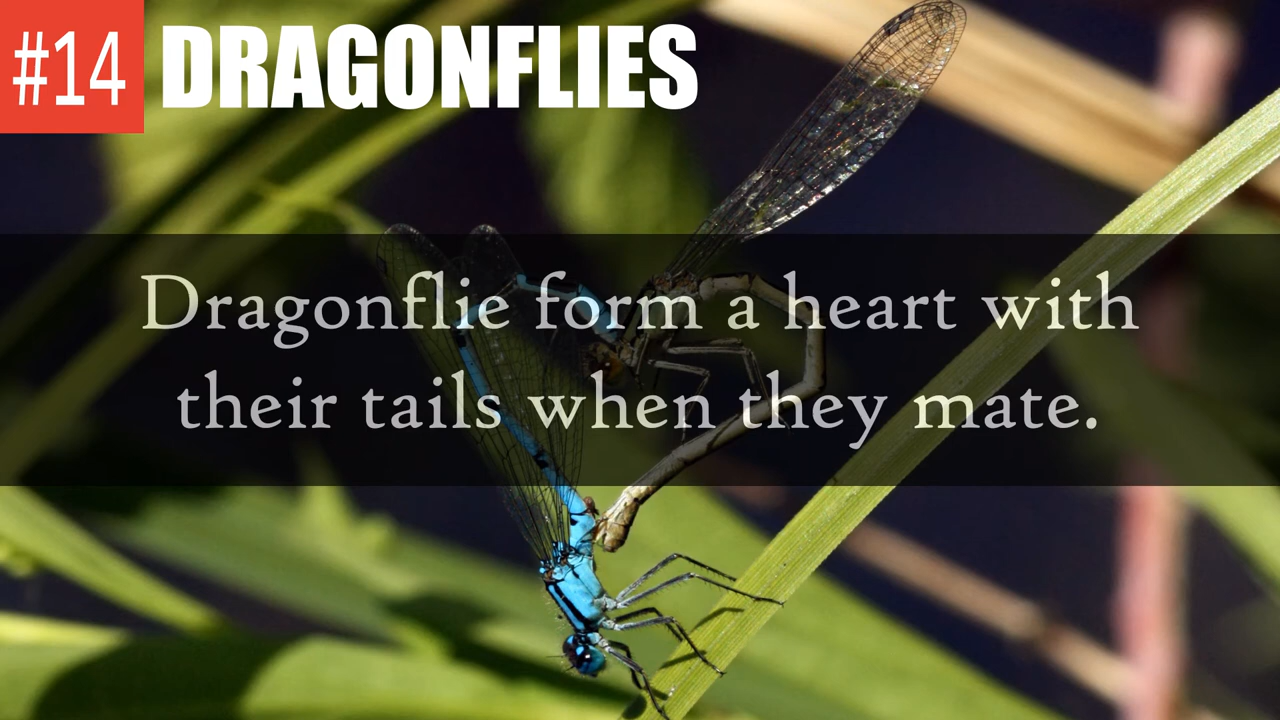 #14 DRAGONFLIES
Dragonflie form a heart with
their tails when they mate.